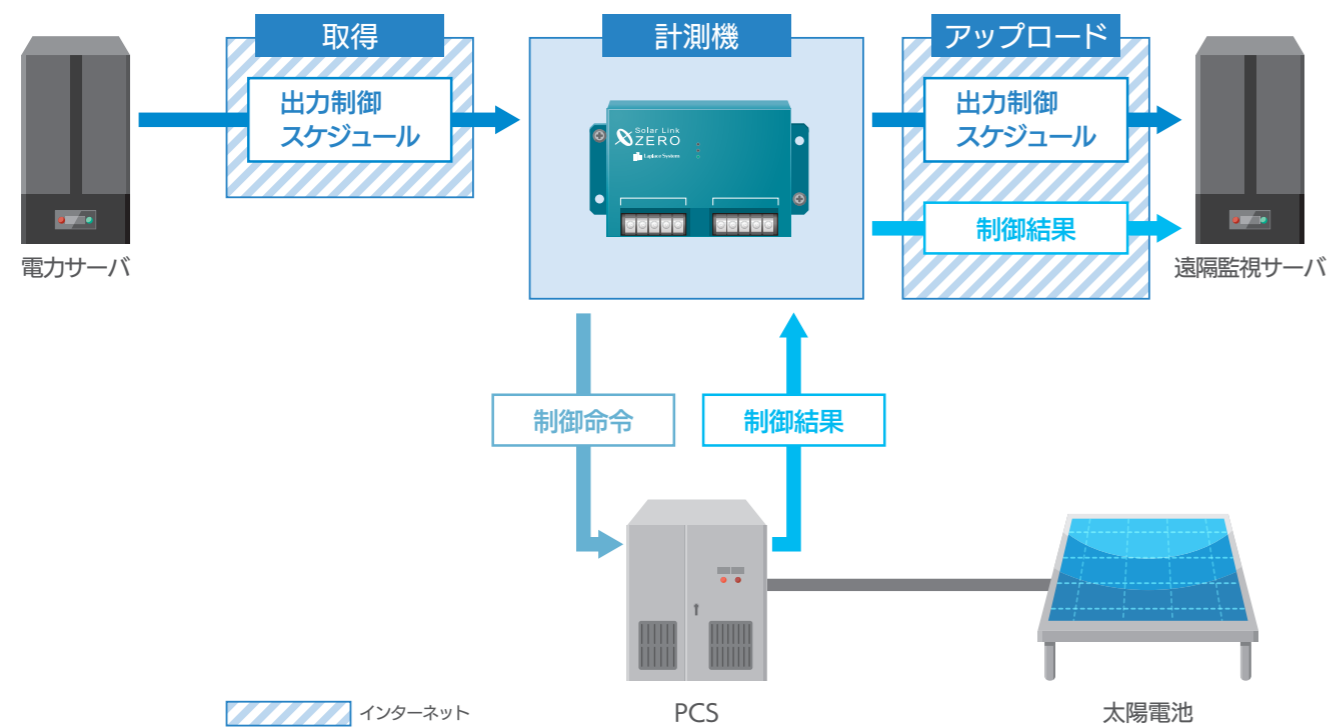 取得
計測機
アップロード
出力制御
スケジュール
Solar Link
ZERO
Laplace System
出力制御
スケジュール
制御結果
電力サーバ
遠隔監視サーバ
制御命令
制御結果
インターネット
PCS
太陽電池